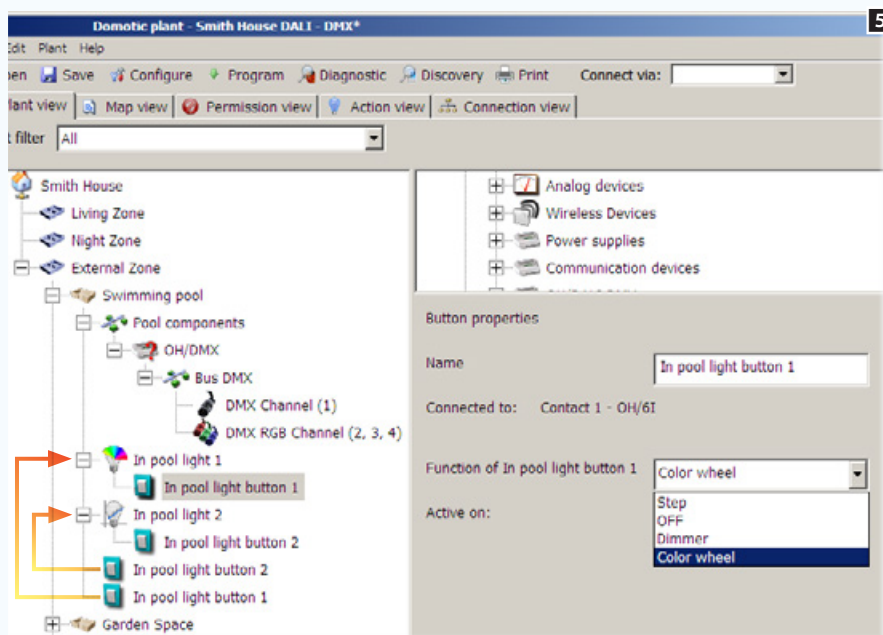 5
Domotic plant - Smith House DALI - DMX*
Edit Plant Help
Save Configure Program Diagnostic Discovery Print Connect via:
view Map view Permission view Action view Connection view
filter All
Smith House
Living Zone
Night Zone
External Zone
Swimming pool
Pool components
OH/DMX
Bus DMX
DMX Channel (1)
DMX RGB Channel (2, 3, 4)
In pool light 1
In pool light button 1
In pool light 2
In pool light button 2
In pool light button 2
In pool light button 1
Garden Space
Analog devices
Wireless Devices
Power supplies
Communication devices
Button properties
Name In pool light button 1
Connected to: Contact 1 - OH/6I
Function of In pool light button 1 Color wheel
Active on:
Step
OFF
Dimmer
Color wheel